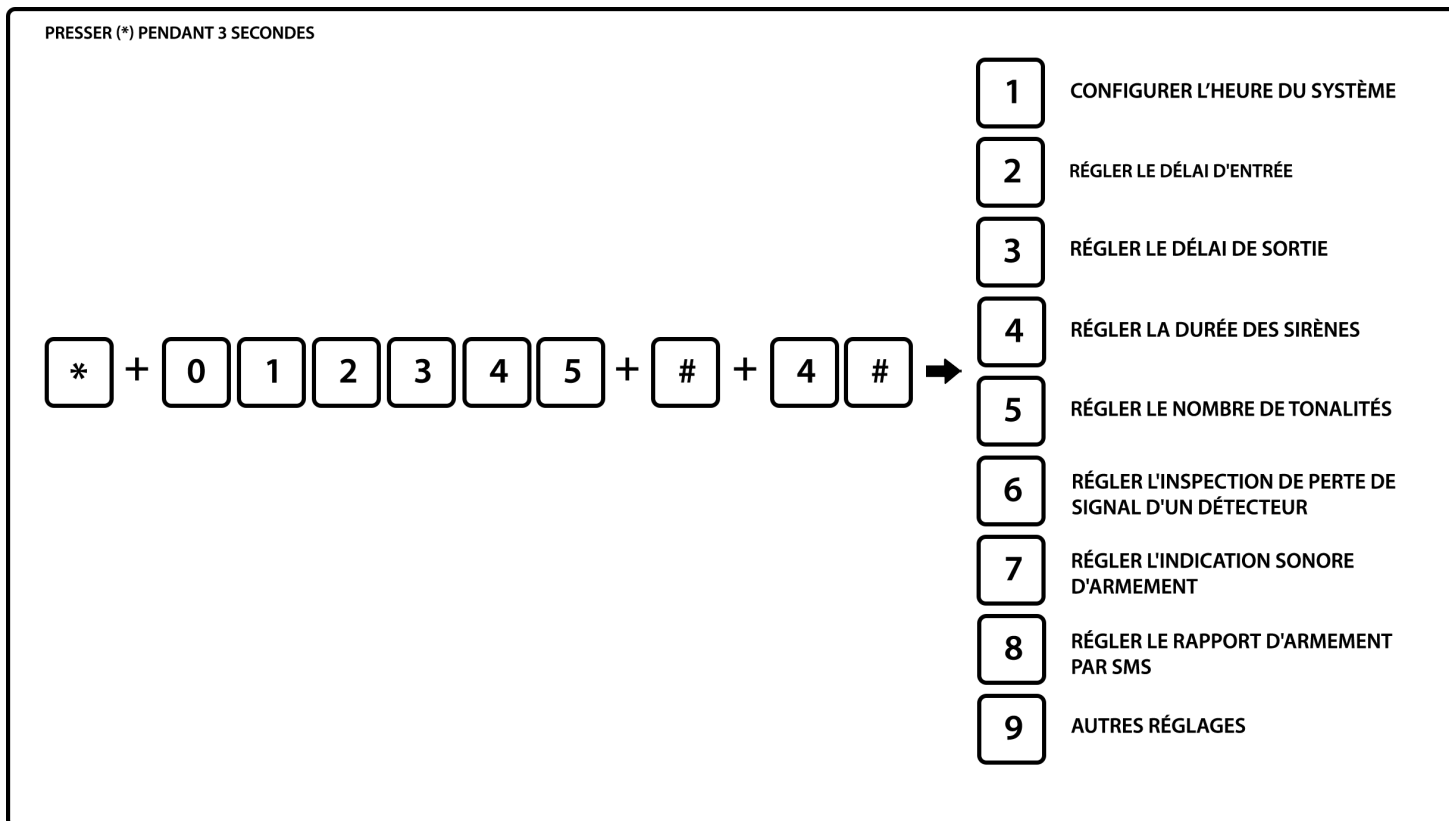 PRESSER (*) PENDANT 3 SECONDES
* + 0 1 2 3 4 5 + # + 4 #
1 CONFIGURER L’HEURE DU SYSTÈME
2 RÉGLER LE DÉLAI D'ENTRÉE
3 RÉGLER LE DÉLAI DE SORTIE
4 RÉGLER LA DURÉE DES SIRÈNES
5 RÉGLER LE NOMBRE DE TONALITÉS
6 RÉGLER L'INSPECTION DE PERTE DE
SIGNAL D'UN DÉTECTEUR
7 RÉGLER L'INDICATION SONORE
D'ARMEMENT
8 RÉGLER LE RAPPORT D'ARMEMENT
PAR SMS
9 AUTRES RÉGLAGES